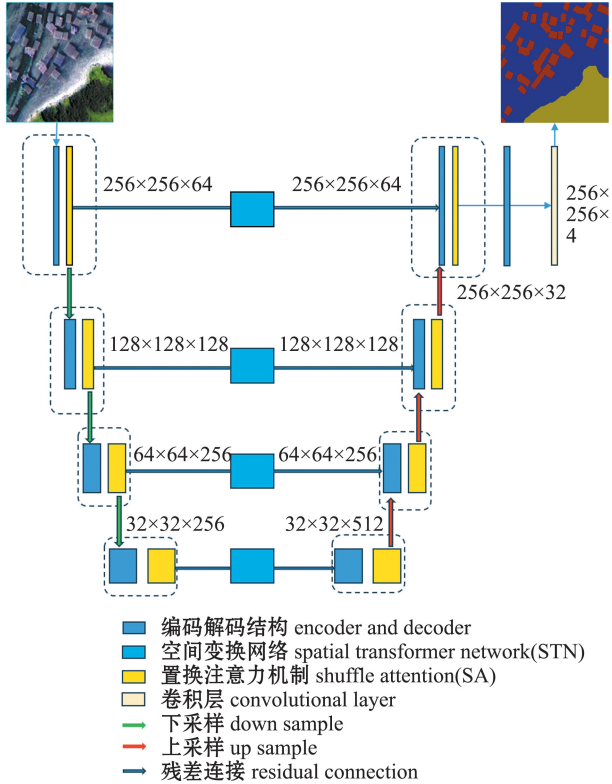 256×256×64
256×256×64
256×
256×
4
256×256×32
128×128×128
128×128×128
64×64×256
64×64×256
32×32×256
32×32×512
编码解码结构 encoder and decoder
空间变换网络 spatial transformer network(STN)
置换注意力机制 shuffle attention(SA)
卷积层 convolutional layer
下采样 down sample
上采样 up sample
残差连接 residual connection